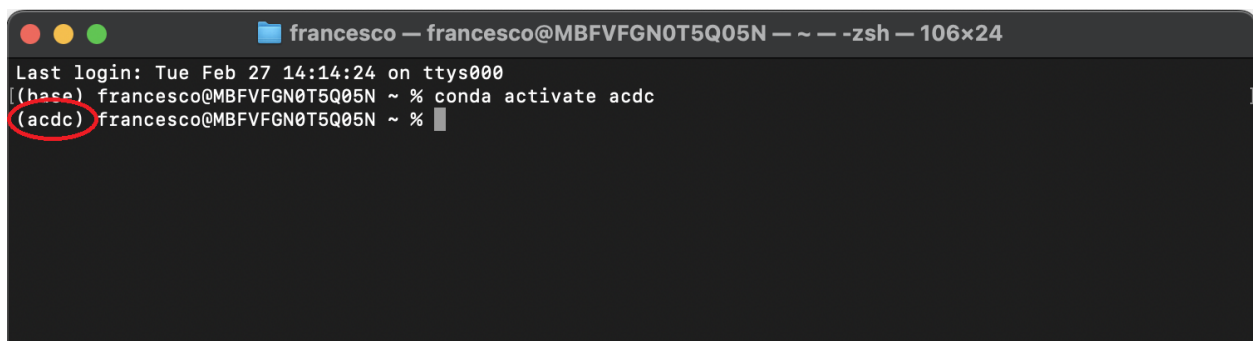 francesco — francesco@MBFVFGN0T5Q05N — ~ — -zsh — 106×24
Last login: Tue Feb 27 14:14:24 on ttys000
[(base) francesco@MBFVFGN0T5Q05N ~ % conda activate acdc ]
(acdc) francesco@MBFVFGN0T5Q05N ~ %